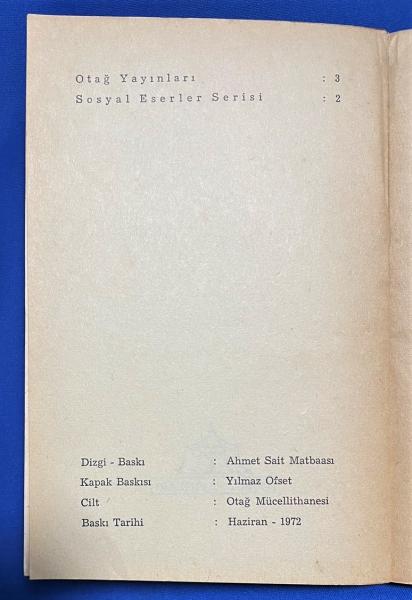 Otağ Yayınları : 3
Sosyal Eserler Serisi : 2
Dizgi - Baskı : Ahmet Sait Matbaası
Kapak Baskısı : Yılmaz Ofset
Cilt : Otağ Mücellithanesi
Baskı Tarihi : Haziran - 1972